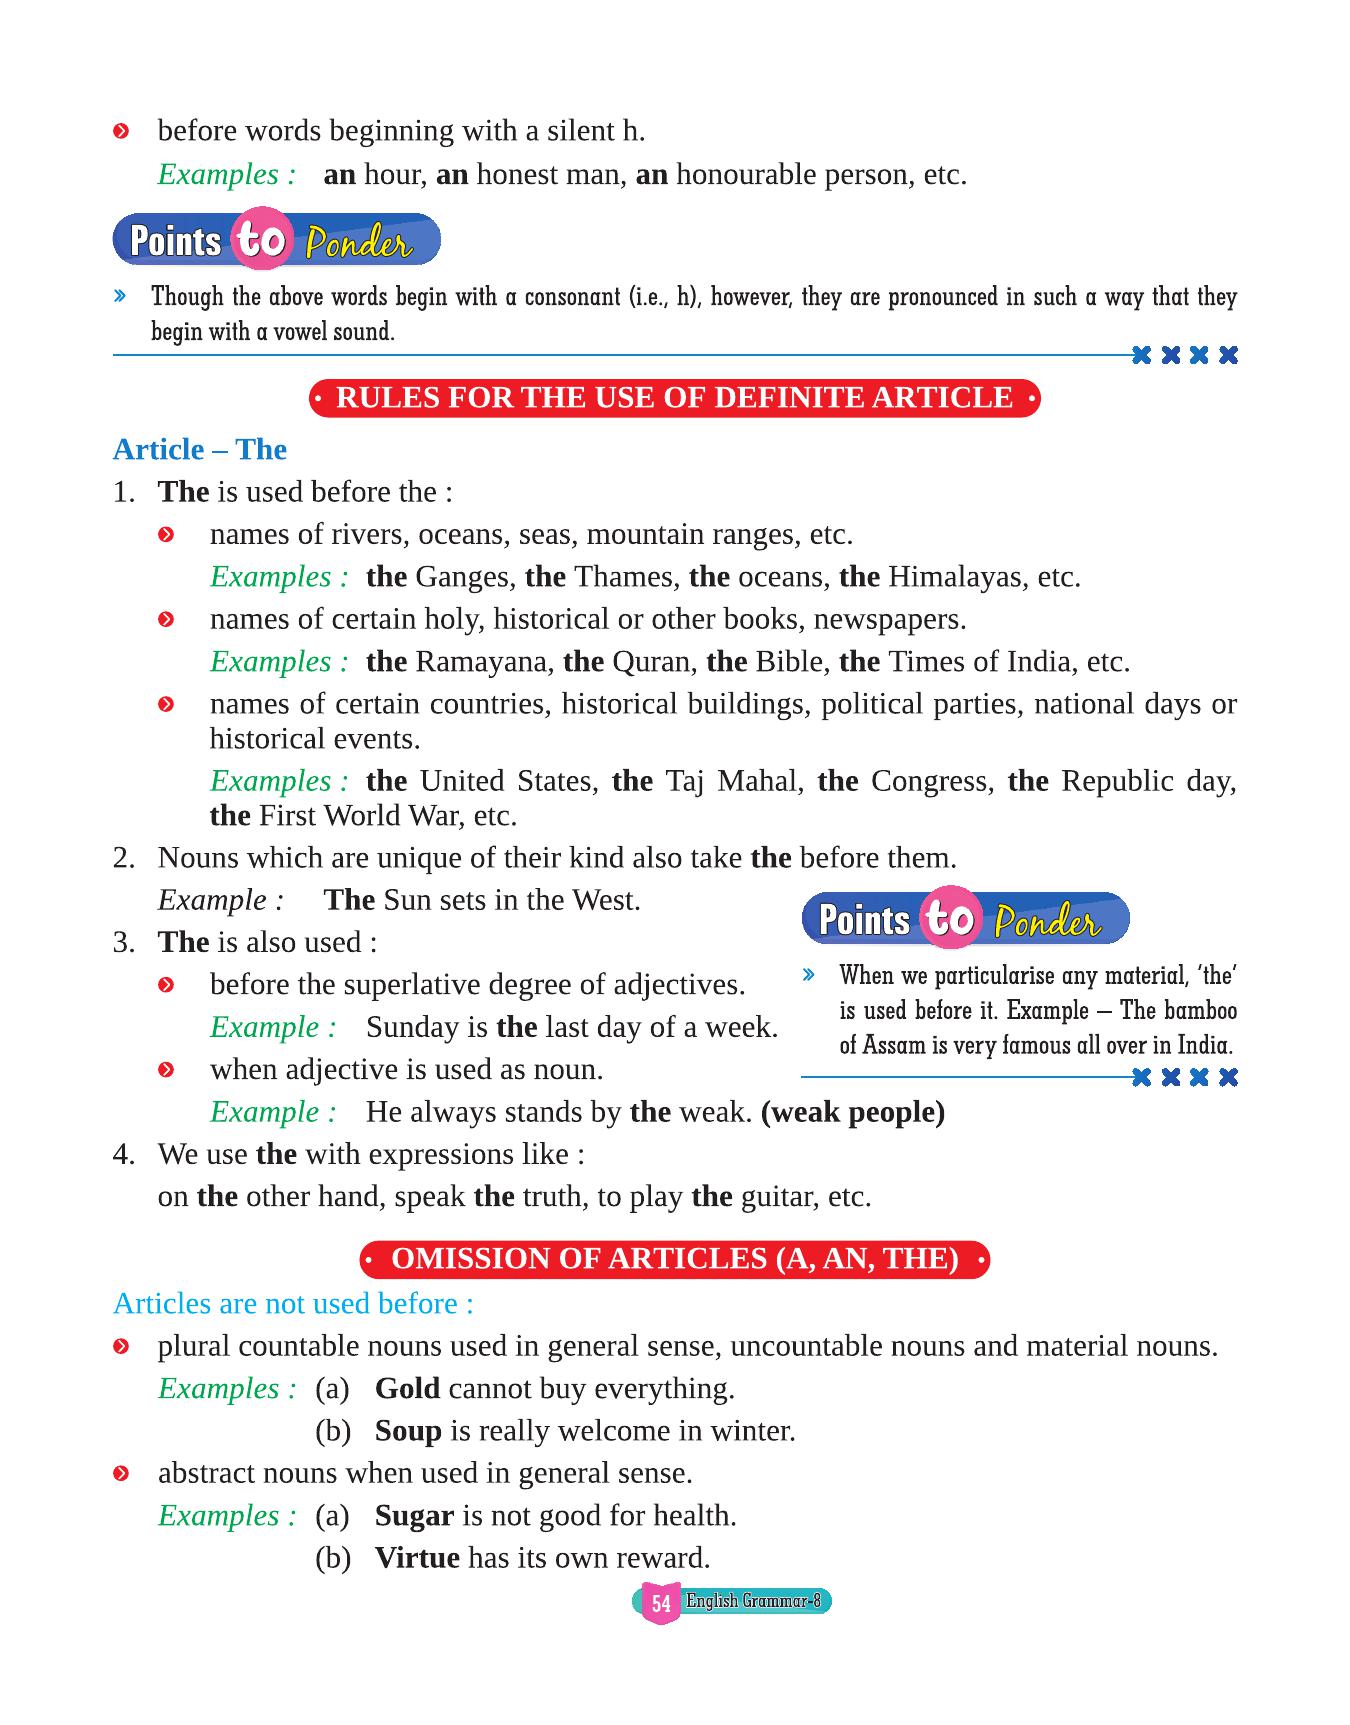 before words beginning with a silent h.
Examples : an hour, an honest man, an honourable person, etc.
Points to Ponder
Though the above words begin with a consonant (i.e., h), however, they are pronounced in such a way that they
begin with a vowel sound.
• RULES FOR THE USE OF DEFINITE ARTICLE •
Article – The
1. The is used before the :
names of rivers, oceans, seas, mountain ranges, etc.
Examples : the Ganges, the Thames, the oceans, the Himalayas, etc.
names of certain holy, historical or other books, newspapers.
Examples : the Ramayana, the Quran, the Bible, the Times of India, etc.
names of certain countries, historical buildings, political parties, national days or
historical events.
Examples : the United States, the Taj Mahal, the Congress, the Republic day,
the First World War, etc.
2. Nouns which are unique of their kind also take the before them.
Example : The Sun sets in the West.
3. The is also used :
before the superlative degree of adjectives.
Example : Sunday is the last day of a week.
when adjective is used as noun.
Example : He always stands by the weak. (weak people)
Points to Ponder
When we particularise any material, ‘the’
is used before it. Example – The bamboo
of Assam is very famous all over in India.
4. We use the with expressions like :
on the other hand, speak the truth, to play the guitar, etc.
• OMISSION OF ARTICLES (A, AN, THE) •
Articles are not used before :
plural countable nouns used in general sense, uncountable nouns and material nouns.
Examples : (a) Gold cannot buy everything.
(b) Soup is really welcome in winter.
abstract nouns when used in general sense.
Examples : (a) Sugar is not good for health.
(b) Virtue has its own reward.
54 English Grammar-8